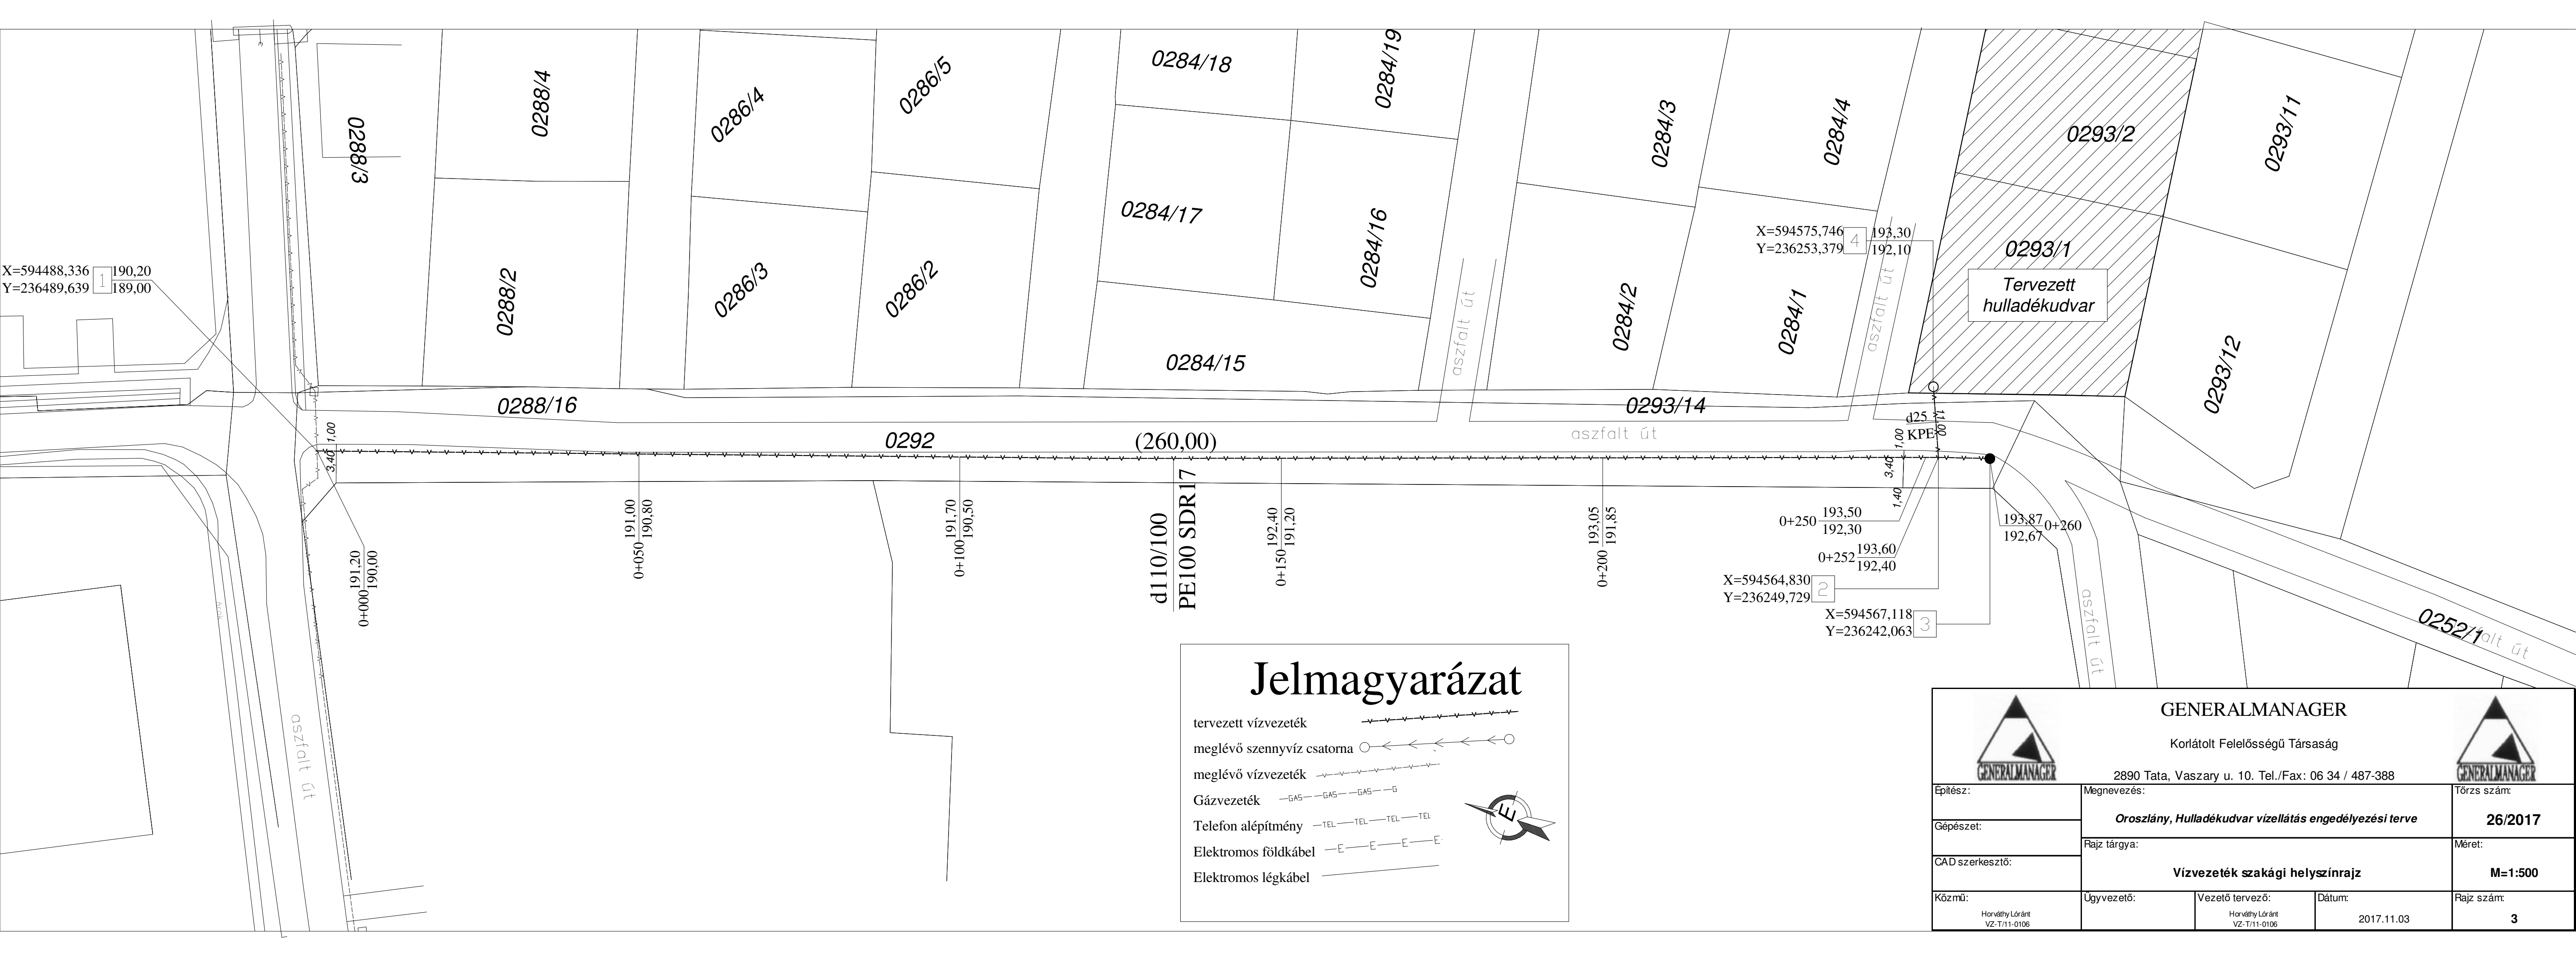 0288/3
0288/4
0286/4
0286/5
0284/18
0284/19
0284/3
0284/4
0293/2
0293/11
0288/2
0286/3
0286/2
0284/17
0284/16
0284/15
0284/2
0284/1
0293/1
Tervezett
hulladékudvar
0293/12
X=594488,336 1 190,20
Y=236489,639 189,00
X=594575,746 4 193,30
Y=236253,379 192,10
aszfalt út
aszfalt út
0288/16
0293/14
0292
(260,00)
aszfalt út
d25
KPE
11,00
1,00
3,40
1,00
3,40
1,40
0+000 191,20
190,00
0+050 191,00
190,80
0+100 191,70
190,50
d110/100
PE100 SDR17
0+150 192,40
191,20
0+200 193,05
191,85
0+250 193,50
192,30
0+252 193,60
192,40
193,87 0+260
192,67
X=594564,830 2
Y=236249,729
X=594567,118 3
Y=236242,063
aszfalt út
aszfalt út
0252/1
alt út
Jelmagyarázat
tervezett vízvezeték
meglévő szennyvíz csatorna
meglévő vízvezeték
Gázvezeték GAS GAS GAS G
Telefon alépítmény TEL TEL TEL TEL
Elektromos földkábel E E E E
Elektromos légkábel
É
GENERALMANAGER
GENERALMANAGER
Korlátolt Felelősségű Társaság
2890 Tata, Vaszary u. 10. Tel./Fax: 06 34 / 487-388
GENERALMANAGER
Építész:
Megnevezés:
Törzs szám:
Oroszlány, Hulladékudvar vízellátás engedélyezési terve
26/2017
Gépészet:
Rajz tárgya:
Méret:
CAD szerkesztő:
Vízvezeték szakági helyszínrajz
M=1:500
Közmű:
Ügyvezető:
Vezető tervező:
Dátum:
Rajz szám:
Horváthy Lóránt
VZ-T/11-0106
Horváthy Lóránt
VZ-T/11-0106
2017.11.03
3